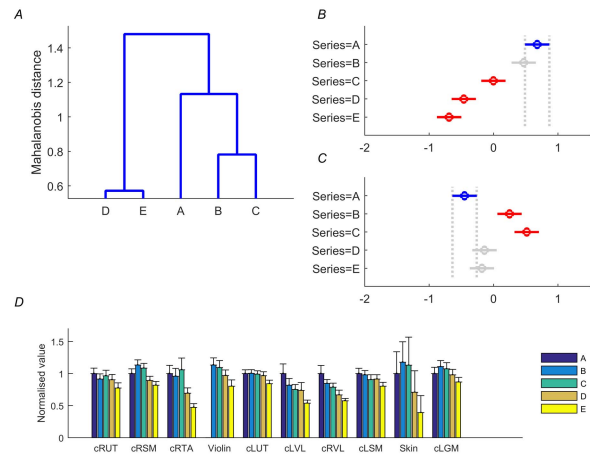 A
Mahalanobis distance
1.4
1.2
1
0.8
0.6
D E A B C
B
Series=A
Series=B
Series=C
Series=D
Series=E
-2 -1 0 1
C
Series=A
Series=B
Series=C
Series=D
Series=E
-2 -1 0 1
D
Normalised value
1.5
1
0.5
0
cRUT cRSM cRTA Violin cLUT cLVL cRVL cLSM Skin cLGM
A
B
C
D
E